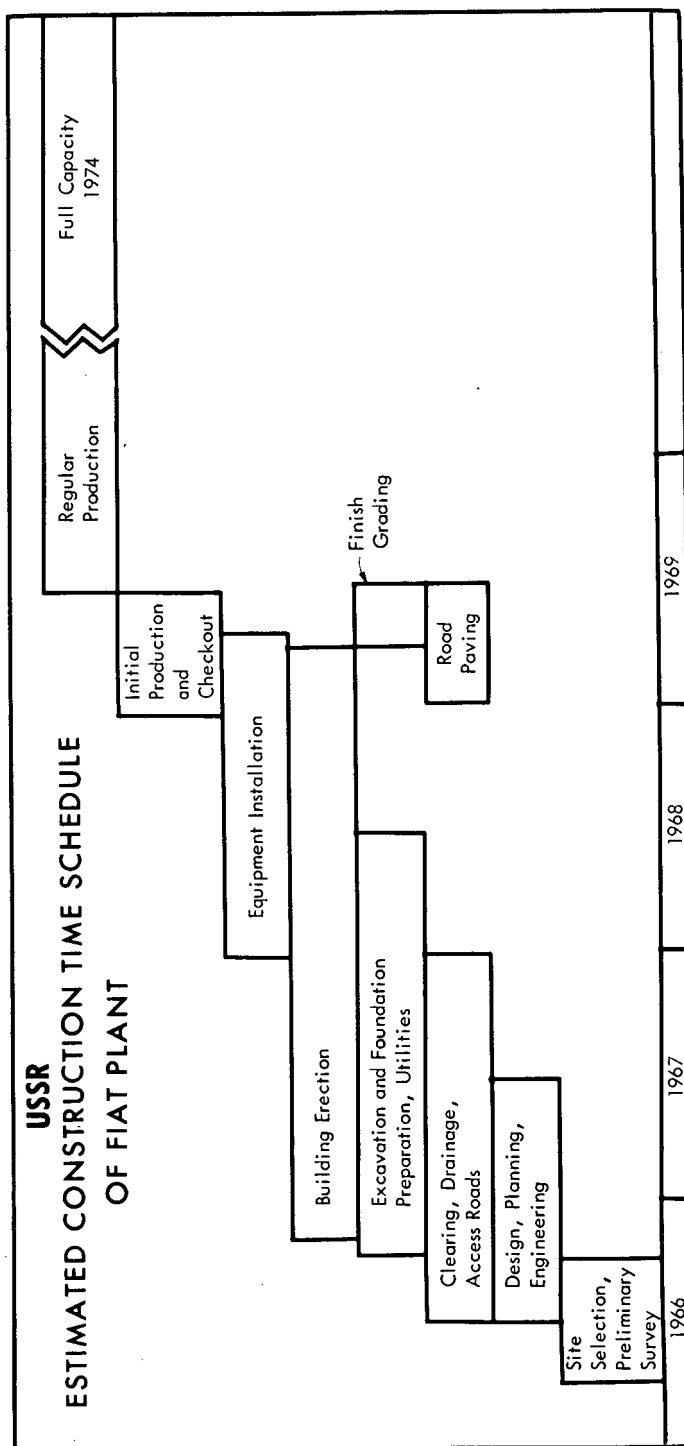 USSR
ESTIMATED CONSTRUCTION TIME SCHEDULE
OF FIAT PLANT
Regular
Production
Full Capacity
1974
Initial
Production
and
Checkout
Equipment Installation
Building Erection
Finish
Grading
Excavation and Foundation
Preparation, Utilities
Road
Paving
Clearing, Drainage,
Access Roads
Design, Planning,
Engineering
Site
Selection,
Preliminary
Survey
1966
1967
1968
1969